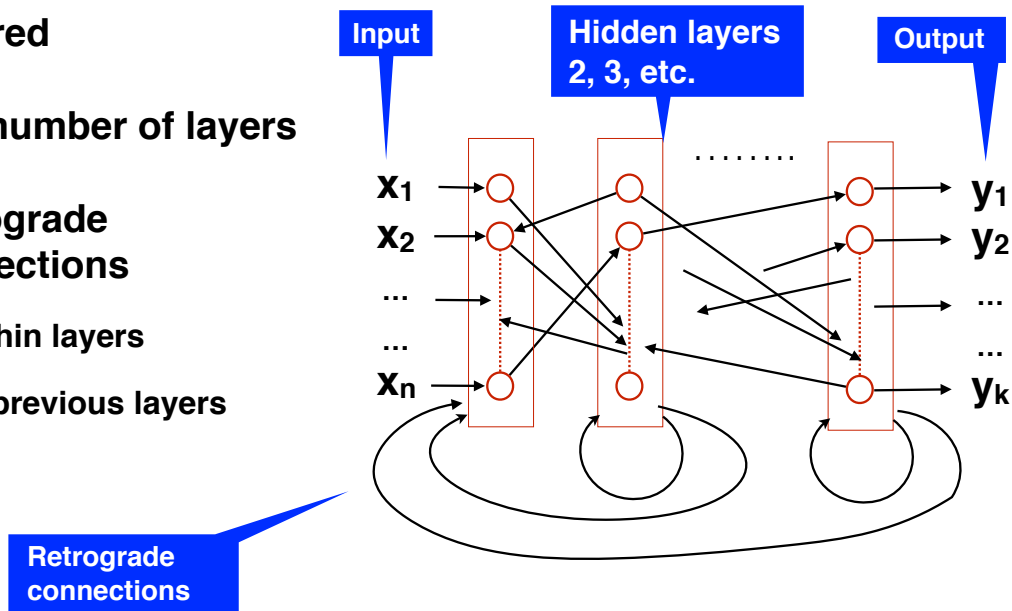 red
number of layers
ograde
ections
hin layers
previous layers
Input
Hidden layers
2, 3, etc.
Output
........
x1
x2
...
...
xn
y1
y2
...
...
yk
Retrograde
connections